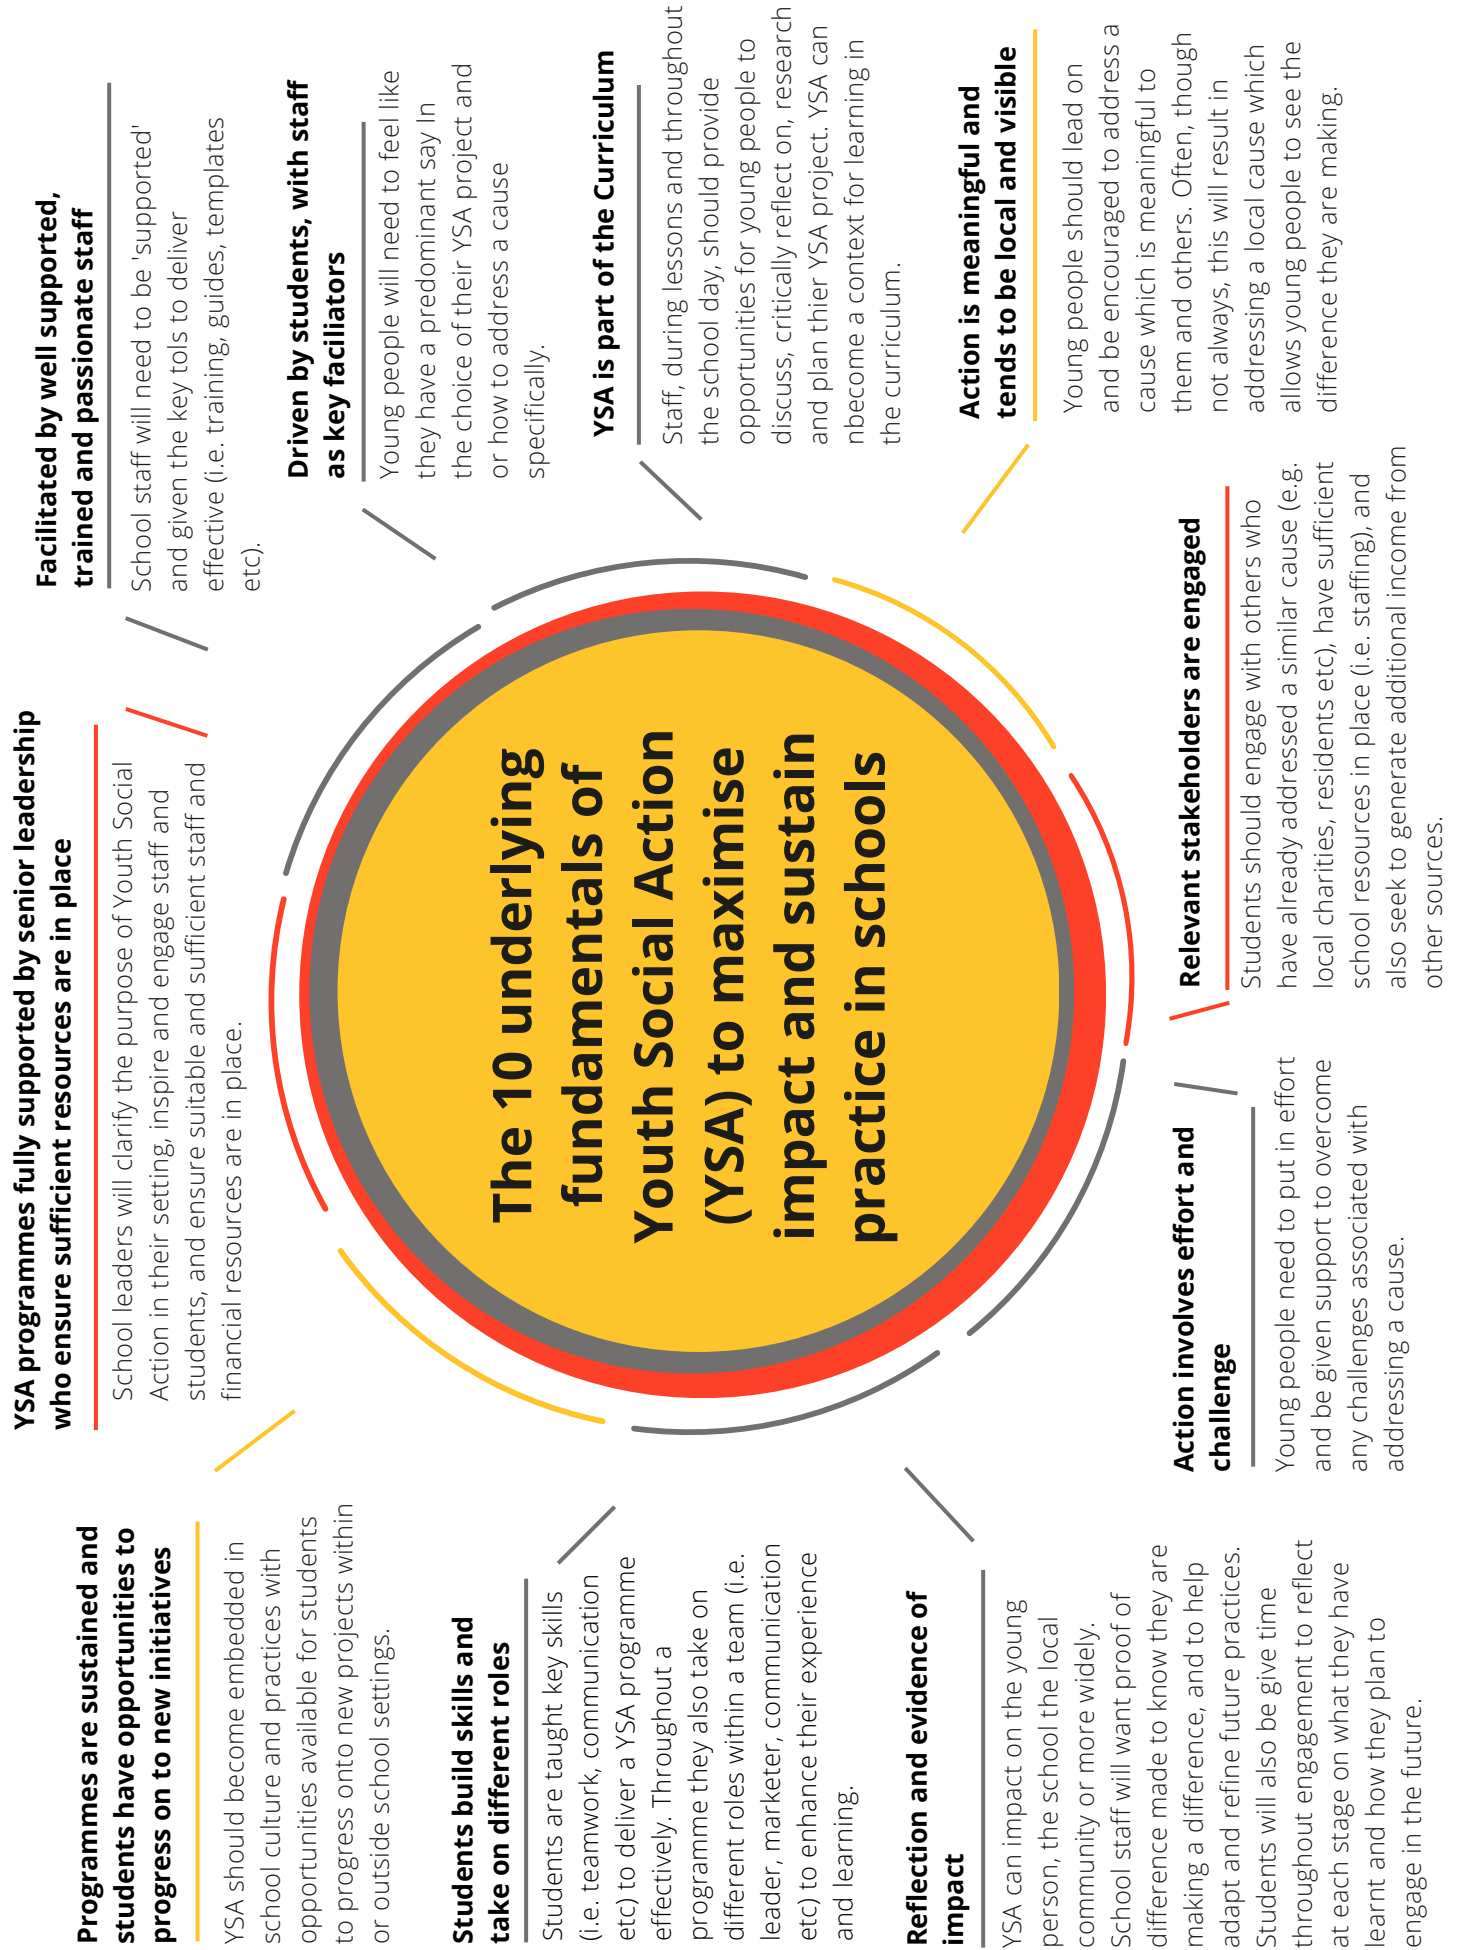 The 10 underlying
fundamentals of
Youth Social Action
(YSA) to maximise
impact and sustain
practice in schools
YSA programmes fully supported by senior leadership
who ensure sufficient resources are in place
School leaders will clarify the purpose of Youth Social
Action in their setting, inspire and engage staff and
students, and ensure suitable and sufficient staff and
financial resources are in place.
Facilitated by well supported,
trained and passionate staff
School staff will need to be 'supported'
and given the key tols to deliver
effective (i.e. training, guides, templates
etc).
Driven by students, with staff
as key faciliators
Young people will need to feel like
they have a predominant say In
the choice of their YSA project and
or how to address a cause
specifically.
YSA is part of the Curriculum
Staff, during lessons and throughout
the school day, should provide
opportunities for young people to
discuss, critically reflect on, research
and plan thier YSA project. YSA can
nbecome a context for learning in
the curriculum.
Action is meaningful and
tends to be local and visible
Young people should lead on
and be encouraged to address a
cause which is meaningful to
them and others. Often, though
not always, this will result in
addressing a local cause which
allows young people to see the
difference they are making.
Relevant stakeholders are engaged
Students should engage with others who
have already addressed a similar cause (e.g.
local charities, residents etc), have sufficient
school resources in place (i.e. staffing), and
also seek to generate additional income from
other sources.
Action involves effort and
challenge
Young people need to put in effort
and be given support to overcome
any challenges associated with
addressing a cause.
Reflection and evidence of
impact
YSA can impact on the young
person, the school the local
community or more widely.
School staff will want proof of
difference made to know they are
making a difference, and to help
adapt and refine future practices.
Students will also be give time
throughout engagement to reflect
at each stage on what they have
learnt and how they plan to
engage in the future.
Students build skills and
take on different roles
Students are taught key skills
(i.e. teamwork, communication
etc) to deliver a YSA programme
effectively. Throughout a
programme they also take on
different roles within a team (i.e.
leader, marketer, communication
etc) to enhance their experience
and learning.
Programmes are sustained and
students have opportunities to
progress on to new initiatives
YSA should become embedded in
school culture and practices with
opportunities available for students
to progress onto new projects within
or outside school settings.